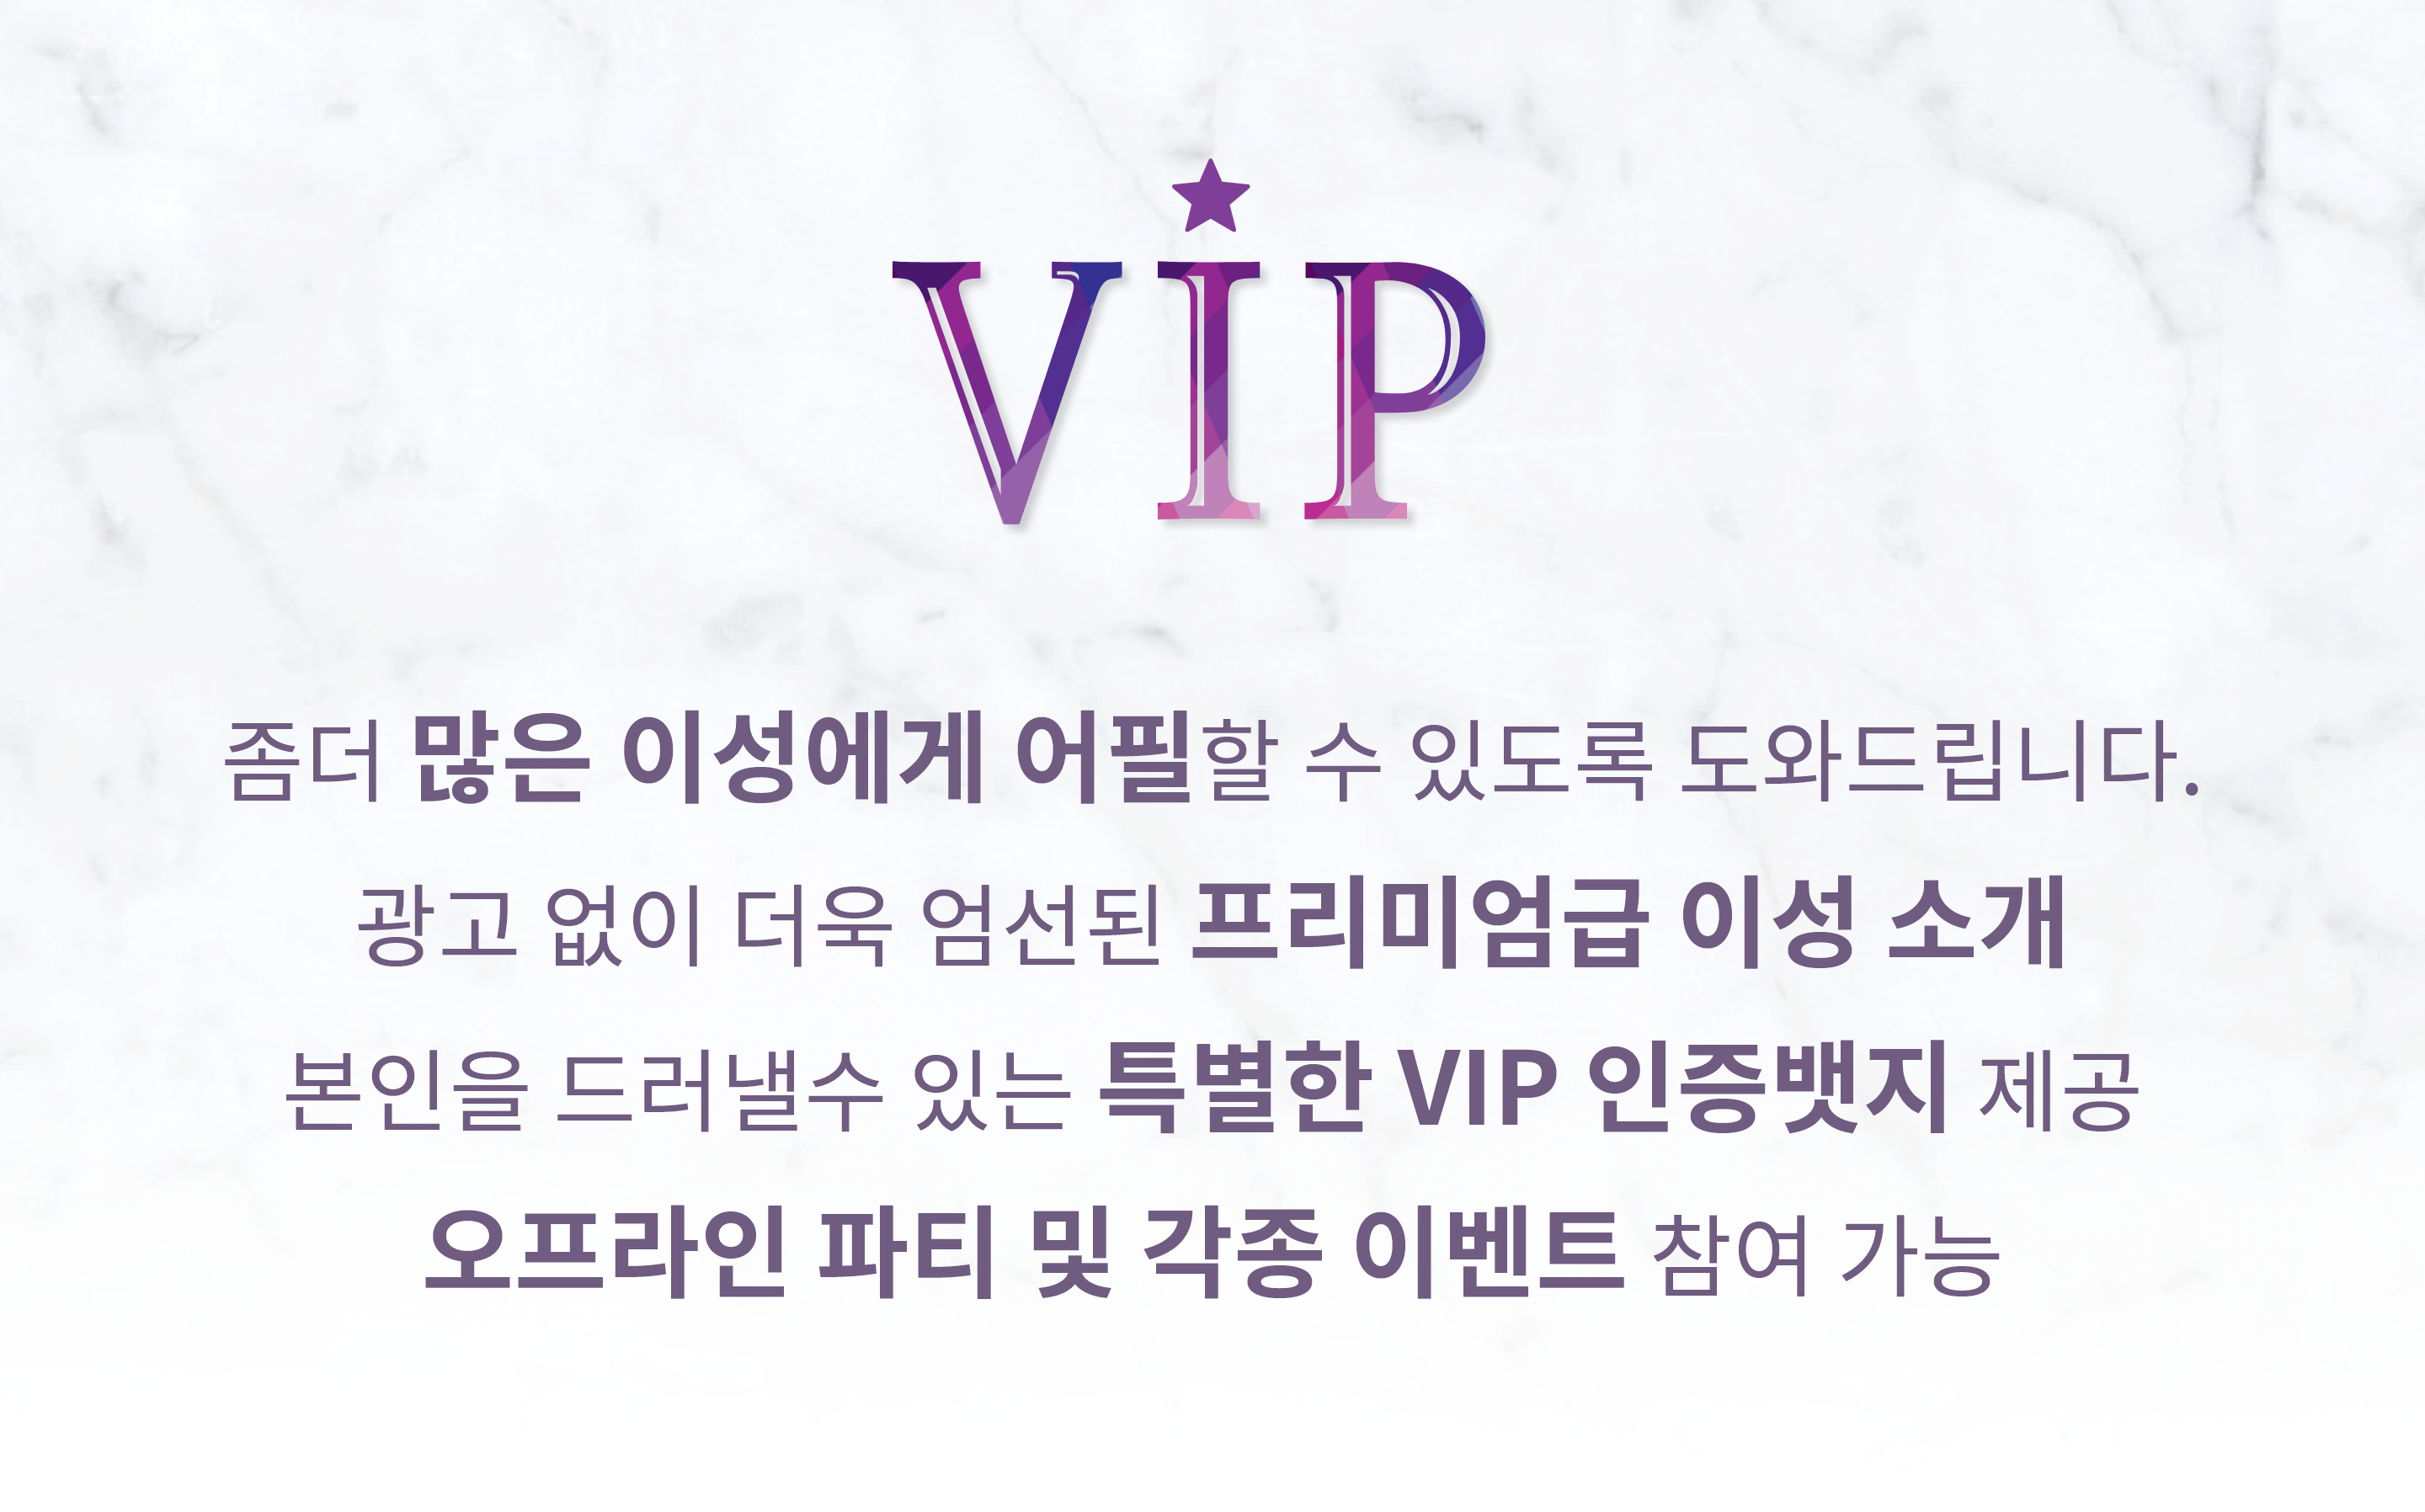 VIP
좀더 많은 이성에게 어필할 수 있도록 도와드립니다.
광고 없이 더욱 엄선된 프리미엄급 이성 소개
본인을 드러낼수 있는 특별한 VIP 인증뱃지 제공
오프라인 파티 및 각종 이벤트 참여 가능